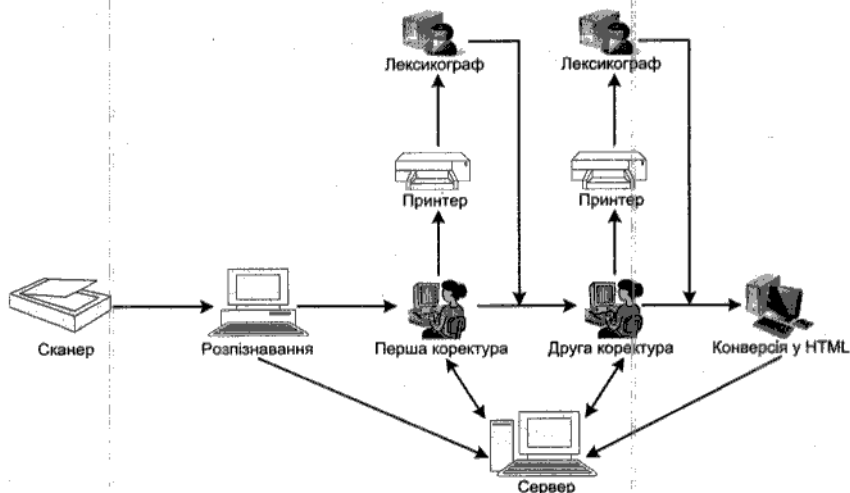 Лексикограф
Лексикограф
Принтер
Принтер
Сканер
Розпізнавання
Перша коректура
Друга коректура
Конверсія у HTML
Сервер